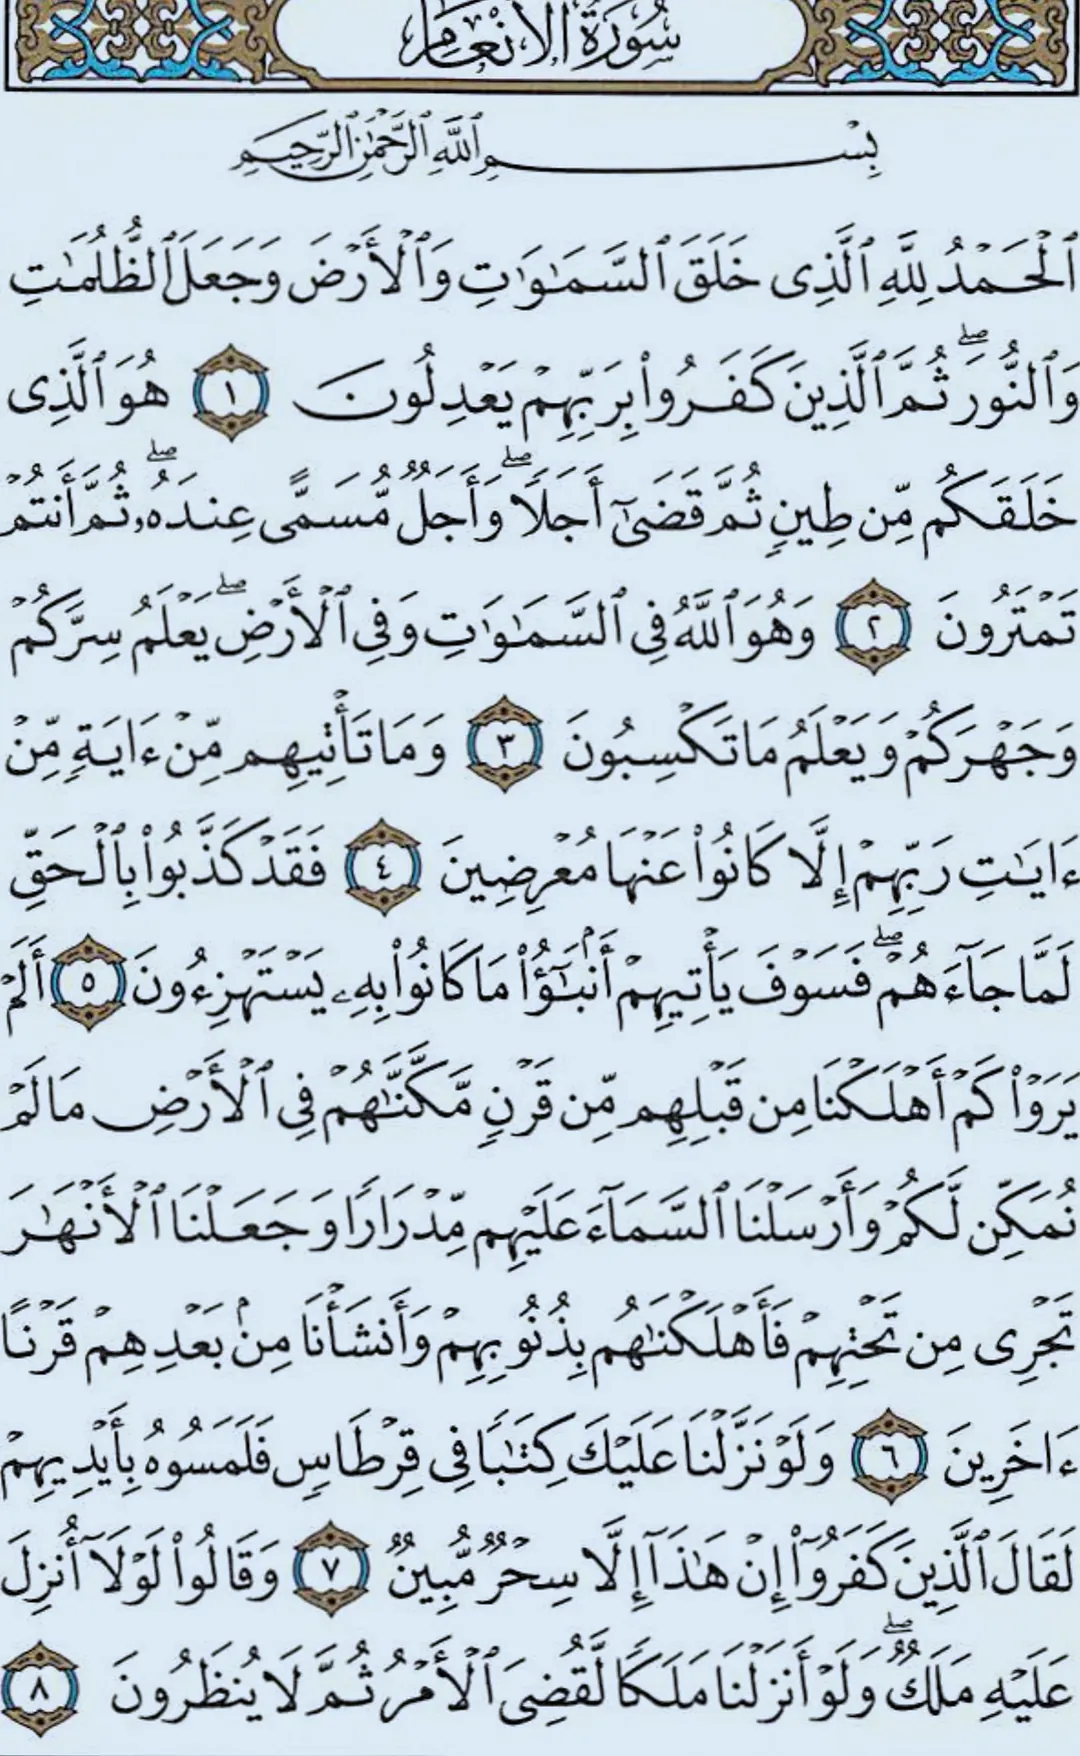 سُورَةُ الأَنْعَامِ
بِسْمِ ٱللَّهِ ٱلرَّحْمَٰنِ ٱلرَّحِيمِ
ٱلْحَمْدُ لِلَّهِ ٱلَّذِى خَلَقَ ٱلسَّمَٰوَٰتِ وَٱلْأَرْضَ وَجَعَلَ ٱلظُّلُمَٰتِ
وَٱلنُّورَ ۖ ثُمَّ ٱلَّذِينَ كَفَرُوا۟ بِرَبِّهِمْ يَعْدِلُونَ ١ هُوَ ٱلَّذِى
خَلَقَكُم مِّن طِينٍ ثُمَّ قَضَىٰٓ أَجَلًا ۖ وَأَجَلٌ مُّسَمًّى عِندَهُۥ ۖ ثُمَّ أَنتُمْ
تَمْتَرُونَ ٢ وَهُوَ ٱللَّهُ فِى ٱلسَّمَٰوَٰتِ وَفِى ٱلْأَرْضِ ۖ يَعْلَمُ سِرَّكُمْ
وَجَهْرَكُمْ وَيَعْلَمُ مَا تَكْسِبُونَ ٣ وَمَا تَأْتِيهِم مِّنْ ءَايَةٍ مِّنْ
ءَايَٰتِ رَبِّهِمْ إِلَّا كَانُوا۟ عَنْهَا مُعْرِضِينَ ٤ فَقَدْ كَذَّبُوا۟ بِٱلْحَقِّ
لَمَّا جَآءَهُمْ ۖ فَسَوْفَ يَأْتِيهِمْ أَنۢبَٰٓؤُا۟ مَا كَانُوا۟ بِهِۦ يَسْتَهْزِءُونَ ٥ أَلَمْ
يَرَوْا۟ كَمْ أَهْلَكْنَا مِن قَبْلِهِم مِّن قَرْنٍ مَّكَّنَّٰهُمْ فِى ٱلْأَرْضِ مَا لَمْ
نُمَكِّن لَّكُمْ وَأَرْسَلْنَا ٱلسَّمَآءَ عَلَيْهِم مِّدْرَارًا وَجَعَلْنَا ٱلْأَنْهَٰرَ
تَجْرِى مِن تَحْتِهِمْ فَأَهْلَكْنَٰهُم بِذُنُوبِهِمْ وَأَنشَأْنَا مِنۢ بَعْدِهِمْ قَرْنًا
ءَاخَرِينَ ٦ وَلَوْ نَزَّلْنَا عَلَيْكَ كِتَٰبًا فِى قِرْطَاسٍ فَلَمَسُوهُ بِأَيْدِيهِمْ
لَقَالَ ٱلَّذِينَ كَفَرُوٓا۟ إِنْ هَٰذَآ إِلَّا سِحْرٌ مُّبِينٌ ٧ وَقَالُوا۟ لَوْلَآ أُنزِلَ
عَلَيْهِ مَلَكٌ ۖ وَلَوْ أَنزَلْنَا مَلَكًا لَّقُضِىَ ٱلْأَمْرُ ثُمَّ لَا يُنظَرُونَ ٨